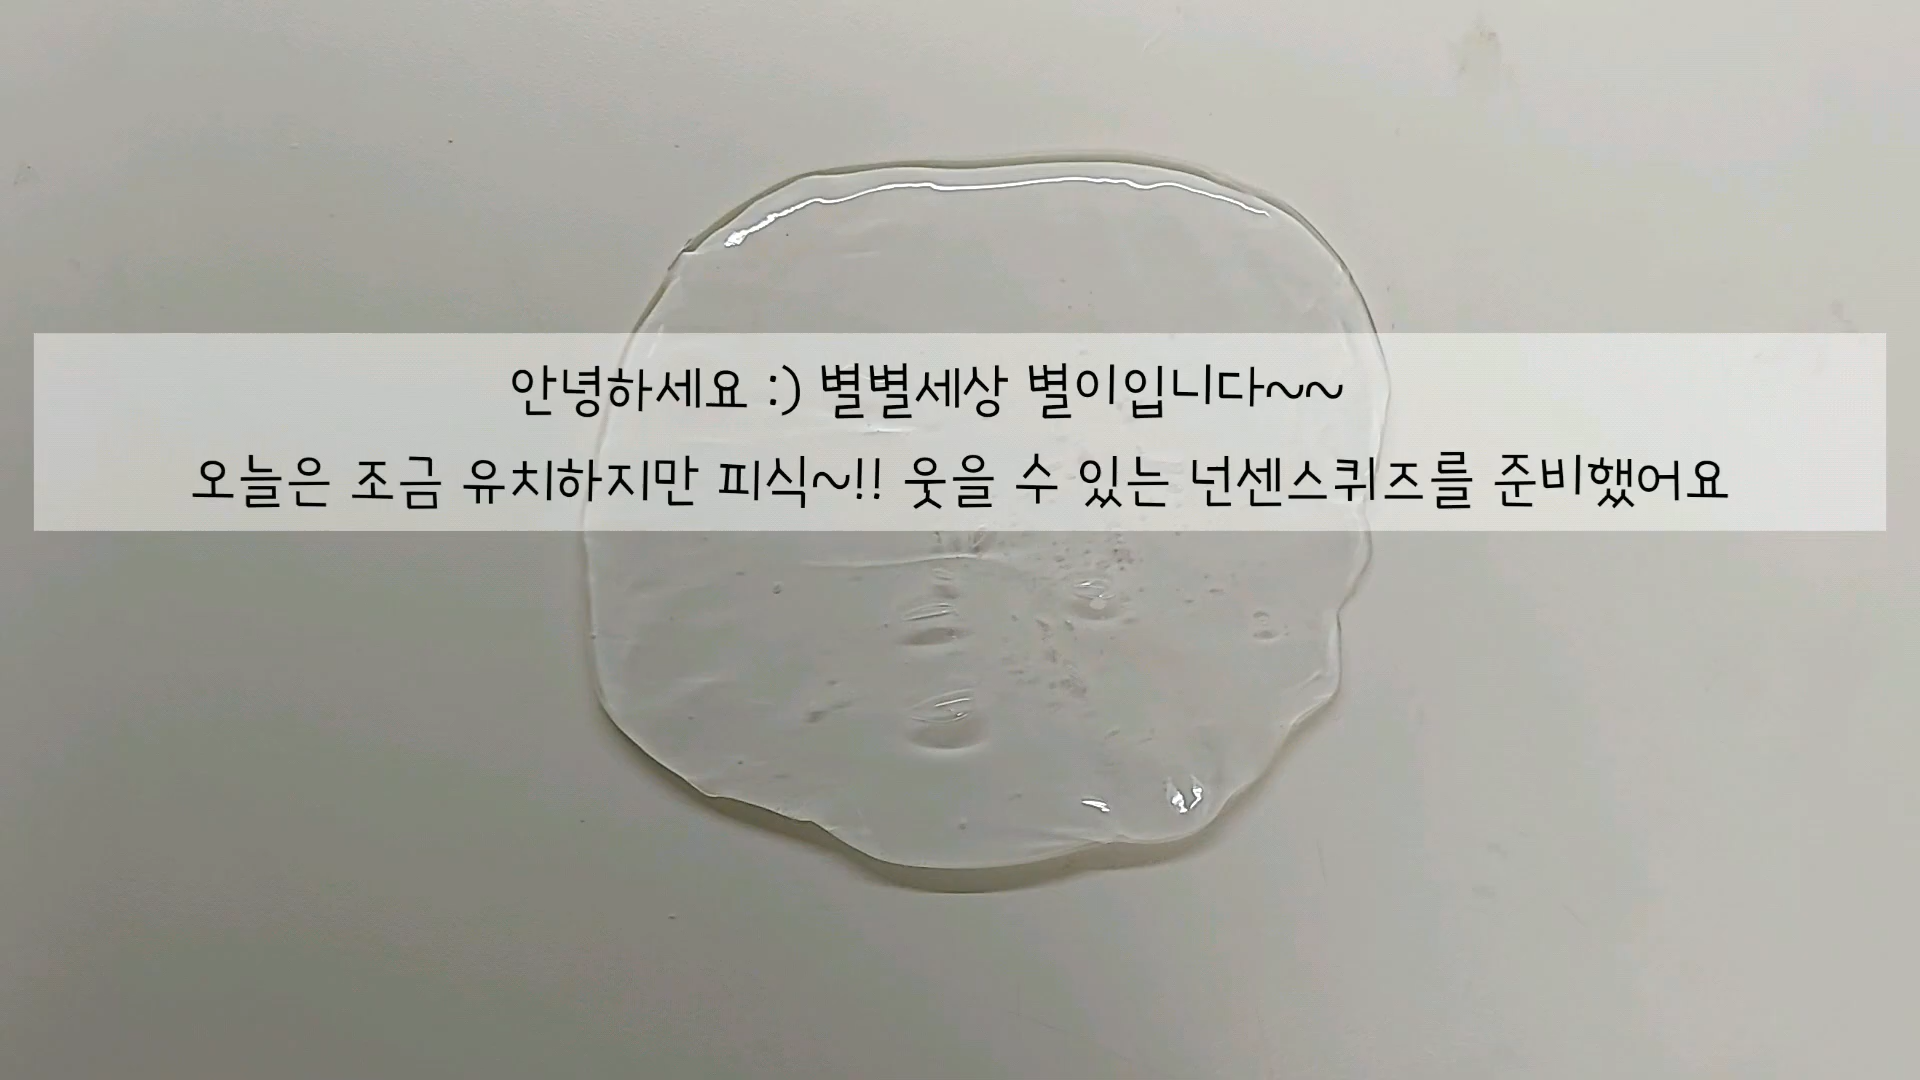 안녕하세요 :) 별별세상 별이입니다~~
오늘은 조금 유치하지만 피식~!! 웃을 수 있는 넌센스퀴즈를 준비했어요